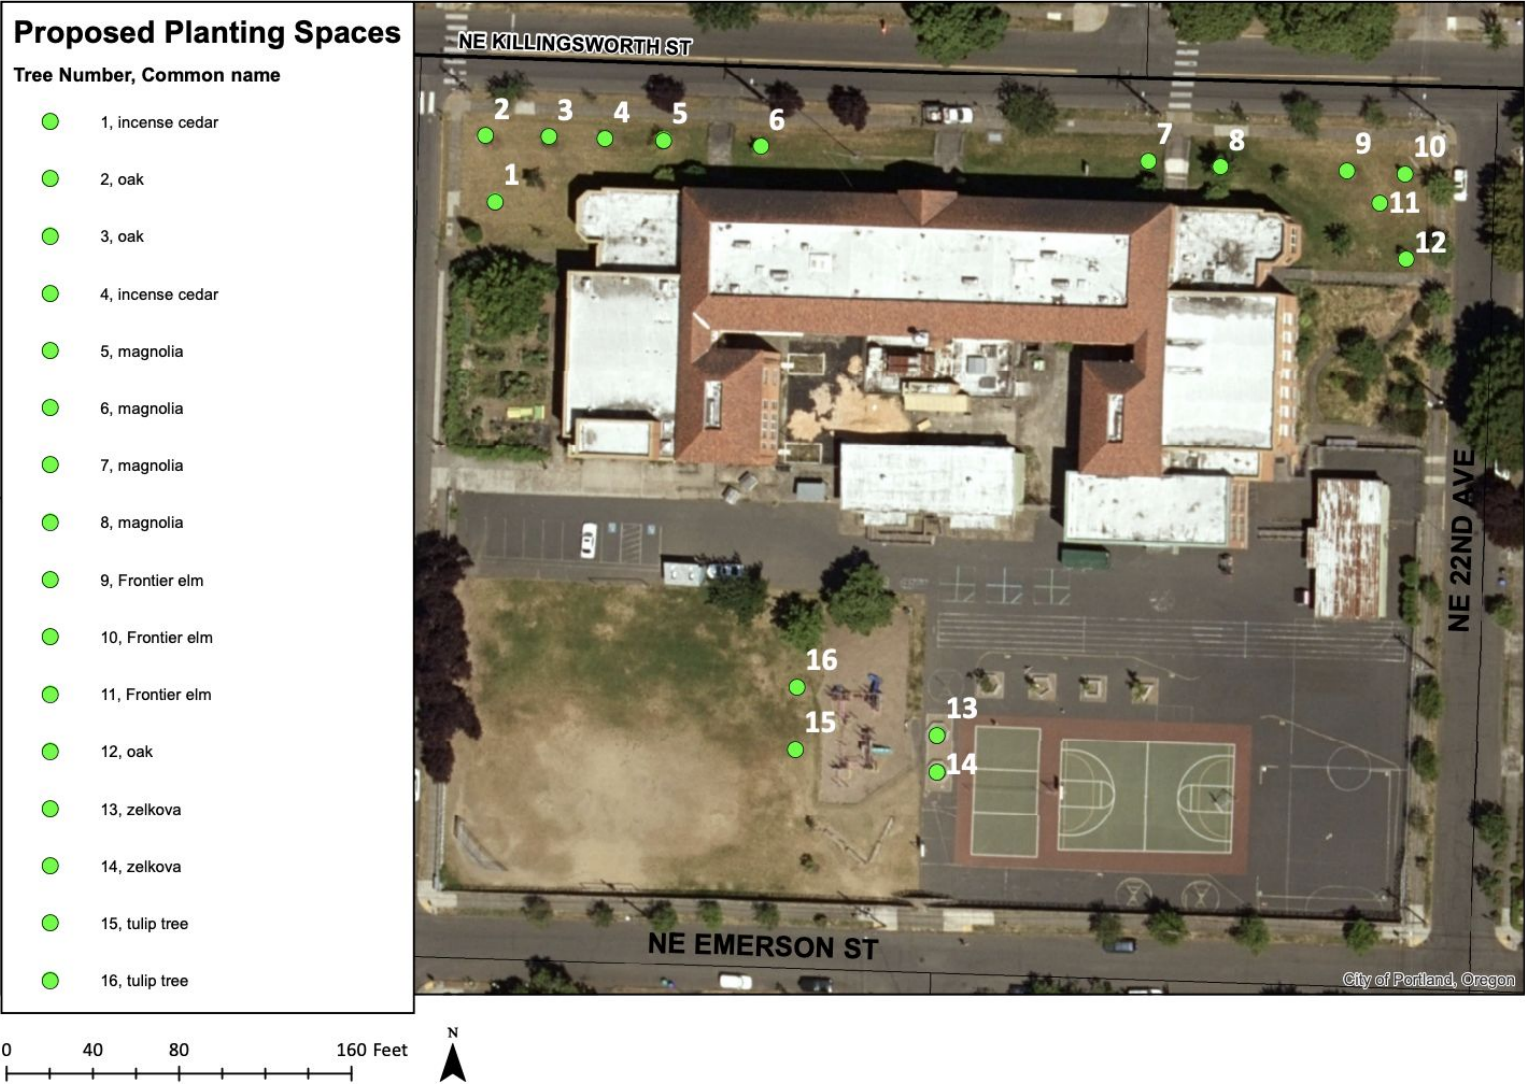 Proposed Planting Spaces
Tree Number, Common name
1, incense cedar
2, oak
3, oak
4, incense cedar
5, magnolia
6, magnolia
7, magnolia
8, magnolia
9, Frontier elm
10, Frontier elm
11, Frontier elm
12, oak
13, zelkova
14, zelkova
15, tulip tree
16, tulip tree
NE KILLINGSWORTH ST
2 3 4 5 6 7 8 9 10
1 11
12
NE 22ND AVE
16
15 13
14
NE EMERSON ST
City of Portland, Oregon
0 40 80 160 Feet
N